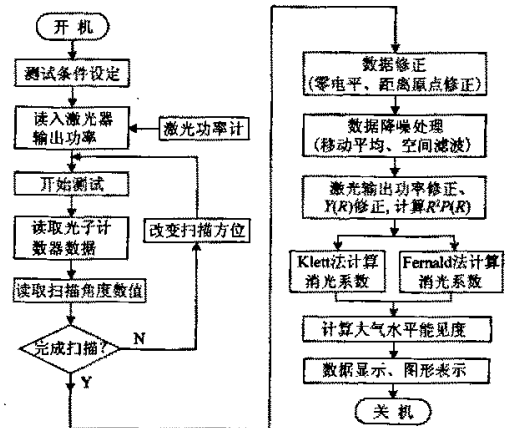 开 机
测试条件设定
读入激光器
输出功率
激光功率计
开始测试
读取光子计
数器数据
改变扫描方位
读取扫描角度数值
完成扫描?
N
Y
数据修正
(零电平、距离原点修正)
数据降噪处理
(移动平均、空间滤波)
激光输出功率修正、
Y(R)修正,计算R²P(R)
Klett法计算
消光系数
Fernald法计算
消光系数
计算大气水平能见度
数据显示、图形表示
关 机